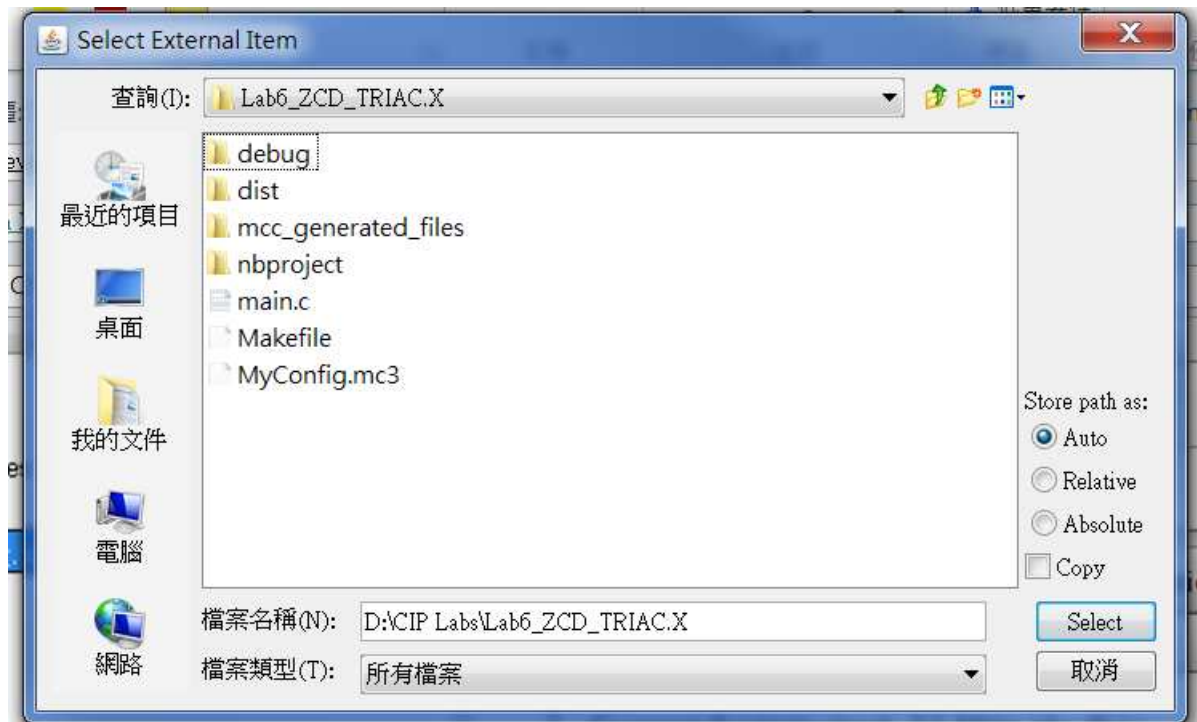 Select External Item
查詢(I):
Lab6_ZCD_TRIAC.X
最近的項目
桌面
我的文件
電腦
網路
debug
dist
mcc_generated_files
nbproject
main.c
Makefile
MyConfig.mc3
Store path as:
Auto
Relative
Absolute
Copy
檔案名稱(N):
D:\CIP Labs\Lab6_ZCD_TRIAC.X
Select
檔案類型(T):
所有檔案
取消